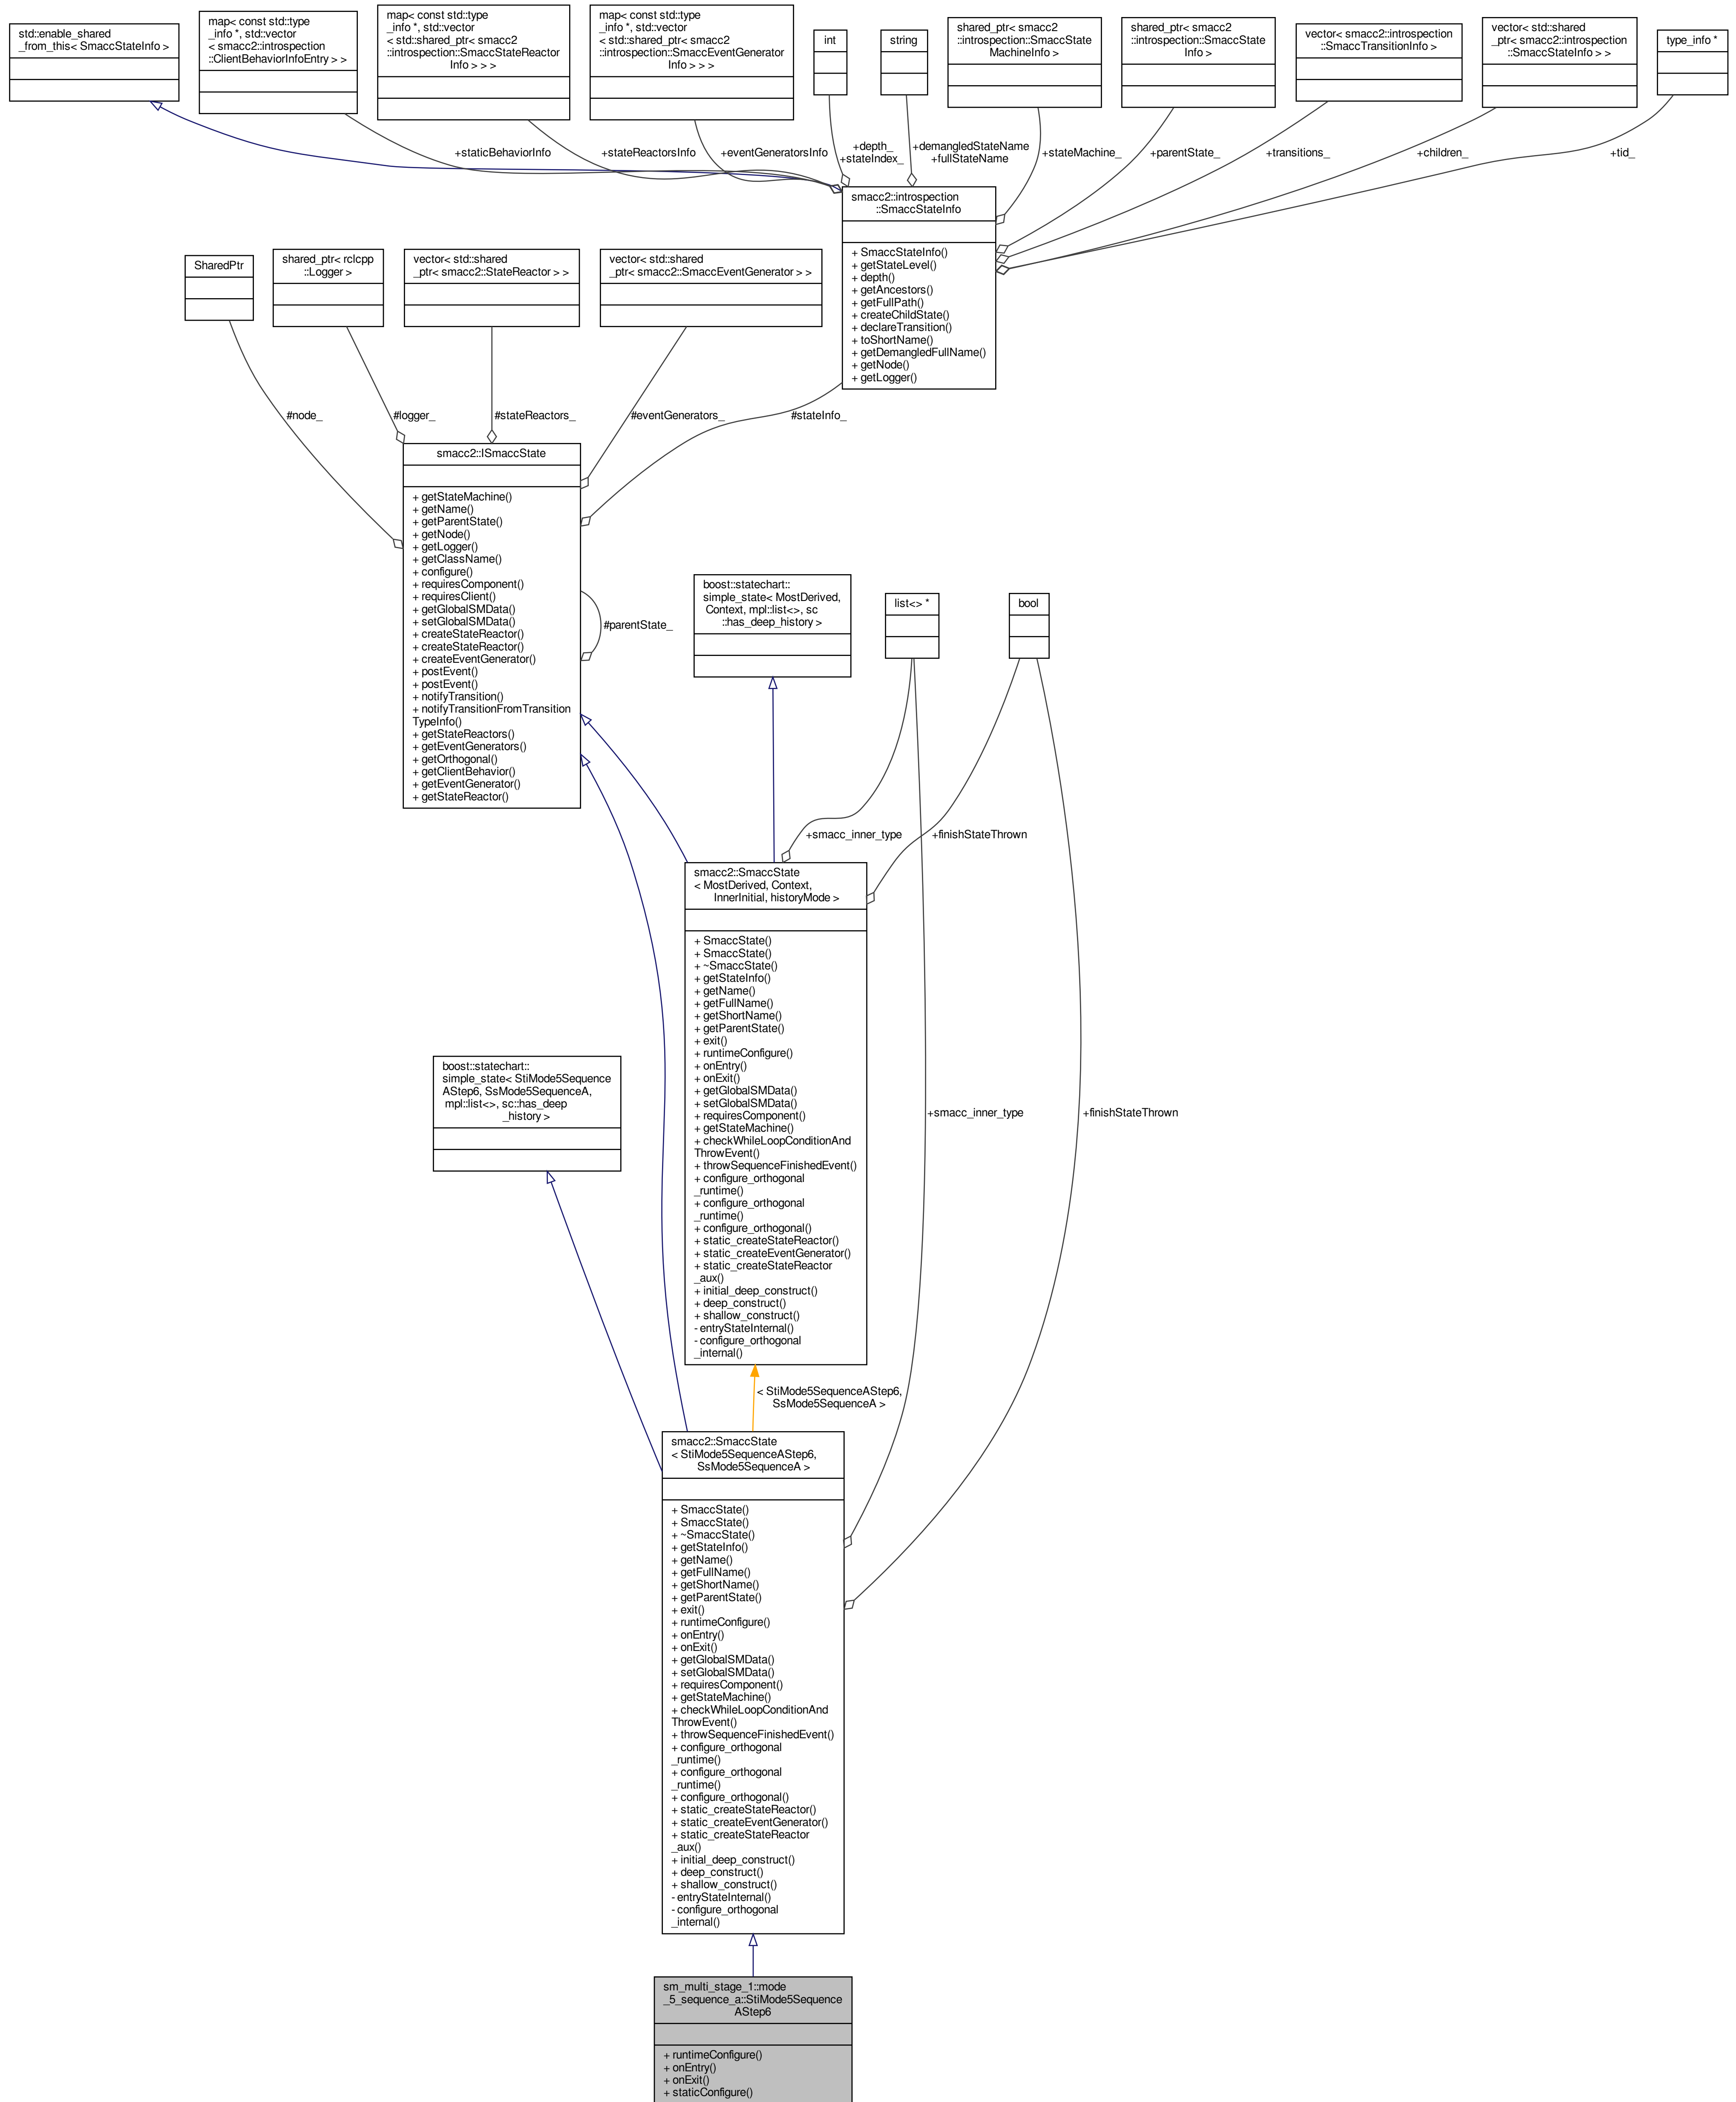 std::enable_shared
_from_this< SmaccStateInfo >
map< const std::type
_info *, std::vector
< smacc2::introspection
::ClientBehaviorInfoEntry > >
map< const std::type
_info *, std::vector
< std::shared_ptr< smacc2
::introspection::SmaccStateReactor
Info > > >
map< const std::type
_info *, std::vector
< std::shared_ptr< smacc2
::introspection::SmaccEventGenerator
Info > > >
int
string
shared_ptr< smacc2
::introspection::SmaccState
MachineInfo >
shared_ptr< smacc2
::introspection::SmaccState
Info >
vector< smacc2::introspection
::SmaccTransitionInfo >
vector< std::shared
_ptr< smacc2::introspection
::SmaccStateInfo > >
type_info *
+staticBehaviorInfo
+stateReactorsInfo
+eventGeneratorsInfo
+depth_
+stateIndex_
+demangledStateName
+fullStateName
+stateMachine_
+parentState_
+transitions_
+children_
+tid_
smacc2::introspection
::SmaccStateInfo
+ SmaccStateInfo()
+ getStateLevel()
+ depth()
+ getAncestors()
+ getFullPath()
+ createChildState()
+ declareTransition()
+ toShortName()
+ getDemangledFullName()
+ getNode()
+ getLogger()
SharedPtr
shared_ptr< rclcpp
::Logger >
vector< std::shared
_ptr< smacc2::StateReactor > >
vector< std::shared
_ptr< smacc2::SmaccEventGenerator > >
#node_
#logger_
#stateReactors_
#eventGenerators_
#stateInfo_
smacc2::ISmaccState
+ getStateMachine()
+ getName()
+ getParentState()
+ getNode()
+ getLogger()
+ getClassName()
+ configure()
+ requiresComponent()
+ requiresClient()
+ getGlobalSMData()
+ setGlobalSMData()
+ createStateReactor()
+ createStateReactor()
+ createEventGenerator()
+ postEvent()
+ postEvent()
+ notifyTransition()
+ notifyTransitionFromTransition
TypeInfo()
+ getStateReactors()
+ getEventGenerators()
+ getOrthogonal()
+ getClientBehavior()
+ getEventGenerator()
+ getStateReactor()
#parentState_
boost::statechart::
simple_state< MostDerived,
Context, mpl::list<>, sc
::has_deep_history >
list<> *
bool
+smacc_inner_type
+finishStateThrown
smacc2::SmaccState
< MostDerived, Context,
InnerInitial, historyMode >
+ SmaccState()
+ SmaccState()
+ ~SmaccState()
+ getStateInfo()
+ getName()
+ getFullName()
+ getShortName()
+ getParentState()
+ exit()
+ runtimeConfigure()
+ onEntry()
+ onExit()
+ getGlobalSMData()
+ setGlobalSMData()
+ requiresComponent()
+ getStateMachine()
+ checkWhileLoopConditionAnd
ThrowEvent()
+ throwSequenceFinishedEvent()
+ configure_orthogonal
_runtime()
+ configure_orthogonal
_runtime()
+ configure_orthogonal()
+ static_createStateReactor()
+ static_createEventGenerator()
+ static_createStateReactor
_aux()
+ initial_deep_construct()
+ deep_construct()
+ shallow_construct()
- entryStateInternal()
- configure_orthogonal
_internal()
boost::statechart::
simple_state< StiMode5Sequence
AStep6, SsMode5SequenceA,
mpl::list<>, sc::has_deep
_history >
+smacc_inner_type
+finishStateThrown
< StiMode5SequenceAStep6,
SsMode5SequenceA >
smacc2::SmaccState
< StiMode5SequenceAStep6,
SsMode5SequenceA >
+ SmaccState()
+ SmaccState()
+ ~SmaccState()
+ getStateInfo()
+ getName()
+ getFullName()
+ getShortName()
+ getParentState()
+ exit()
+ runtimeConfigure()
+ onEntry()
+ onExit()
+ getGlobalSMData()
+ setGlobalSMData()
+ requiresComponent()
+ getStateMachine()
+ checkWhileLoopConditionAnd
ThrowEvent()
+ throwSequenceFinishedEvent()
+ configure_orthogonal
_runtime()
+ configure_orthogonal
_runtime()
+ configure_orthogonal()
+ static_createStateReactor()
+ static_createEventGenerator()
+ static_createStateReactor
_aux()
+ initial_deep_construct()
+ deep_construct()
+ shallow_construct()
- entryStateInternal()
- configure_orthogonal
_internal()
sm_multi_stage_1::mode
_5_sequence_a::StiMode5Sequence
AStep6
+ runtimeConfigure()
+ onEntry()
+ onExit()
+ staticConfigure()